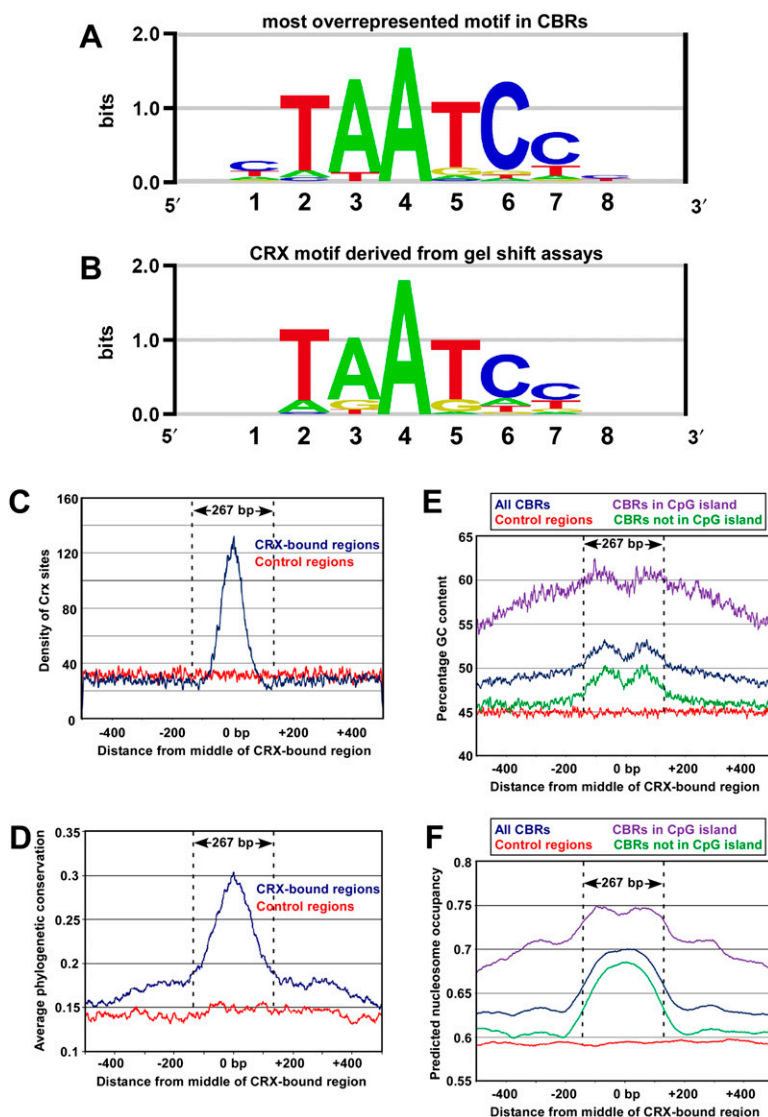 A
most overrepresented motif in CBRs
2.0
bits
1.0
0.0
C T A A T C C C
5′ 1 2 3 4 5 6 7 8 3′
B
CRX motif derived from gel shift assays
2.0
bits
1.0
0.0
T A A T C C
5′ 1 2 3 4 5 6 7 8 3′
C
160
120
80
40
0
Density of Crx sites
267 bp
CRX-bound regions
Control regions
-400 -200 0 bp +200 +400
Distance from middle of CRX-bound region
D
0.35
0.3
0.25
0.2
0.15
0.1
Average phylogenetic conservation
267 bp
CRX-bound regions
Control regions
-400 -200 0 bp +200 +400
Distance from middle of CRX-bound region
E
All CBRs CBRs in CpG island
Control regions CBRs not in CpG island
65
60
55
50
45
40
Percentage GC content
267 bp
-400 -200 0 bp +200 +400
Distance from middle of CRX-bound region
F
All CBRs CBRs in CpG island
Control regions CBRs not in CpG island
0.8
0.75
0.7
0.65
0.6
0.55
Predicted nucleosome occupancy
267 bp
-400 -200 0 bp +200 +400
Distance from middle of CRX-bound region